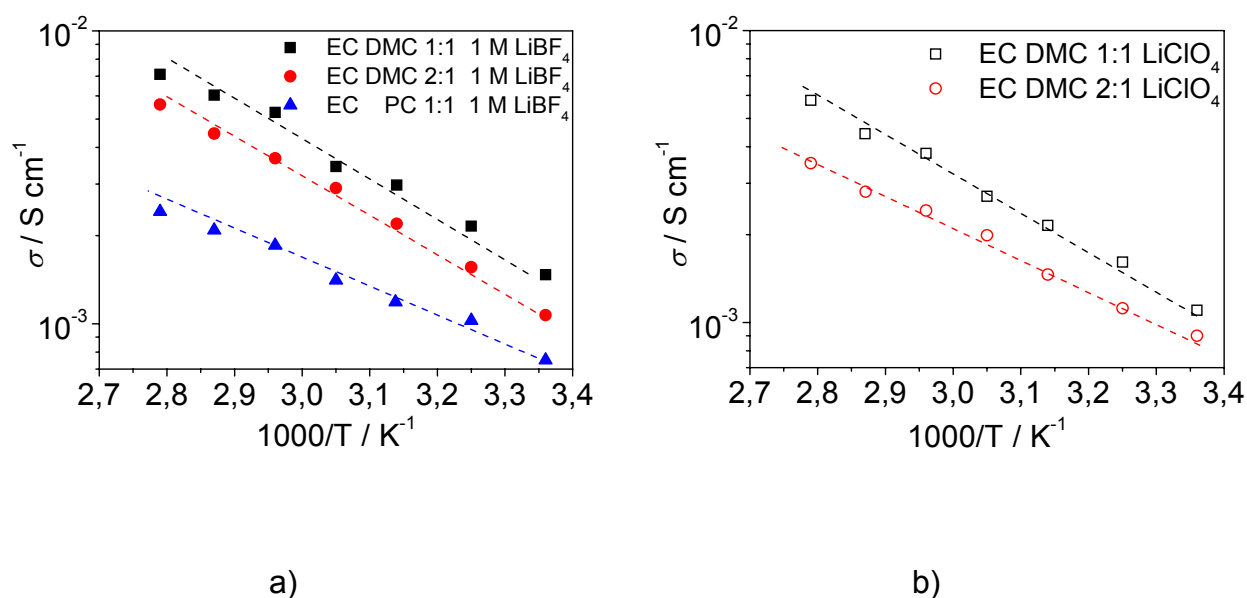 10⁻²
EC DMC 1:1 1 M LiBF₄
EC DMC 2:1 1 M LiBF₄
EC PC 1:1 1 M LiBF₄
σ / S cm⁻¹
10⁻³
2,7 2,8 2,9 3,0 3,1 3,2 3,3 3,4
1000/T / K⁻¹
a)
10⁻²
EC DMC 1:1 LiClO₄
EC DMC 2:1 LiClO₄
σ / S cm⁻¹
10⁻³
2,7 2,8 2,9 3,0 3,1 3,2 3,3 3,4
1000/T / K⁻¹
b)